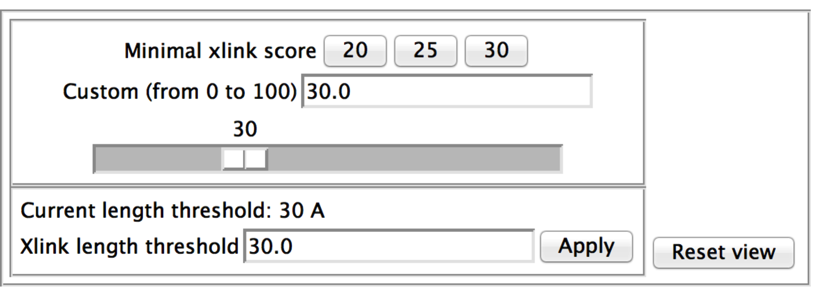 Minimal xlink score 20 25 30
Custom (from 0 to 100) 30.0
30
Current length threshold: 30 A
Xlink length threshold 30.0 Apply
Reset view